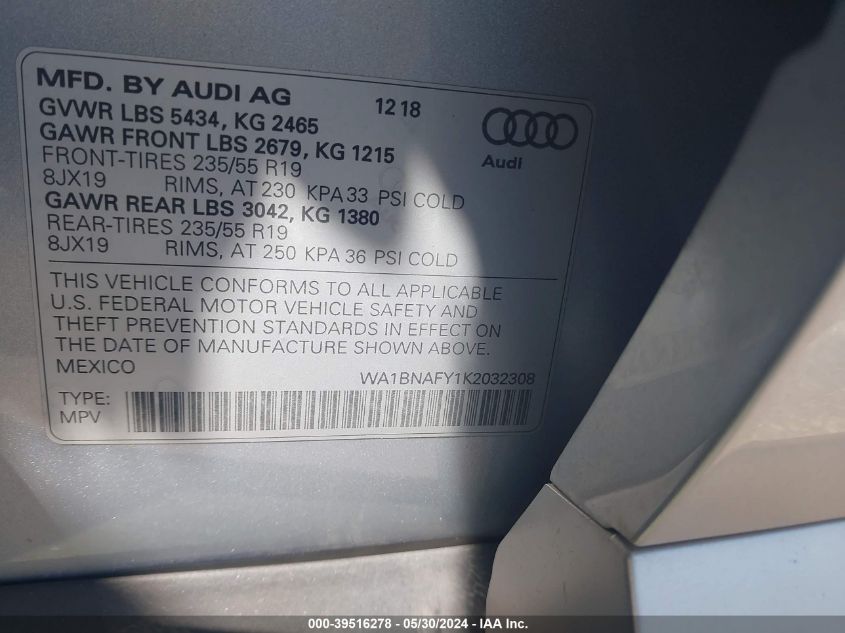 MFD. BY AUDI AG 12 18
GVWR LBS 5434, KG 2465
GAWR FRONT LBS 2679, KG 1215
FRONT-TIRES 235/55 R19
8JX19 RIMS, AT 230 KPA 33 PSI COLD
GAWR REAR LBS 3042, KG 1380
REAR-TIRES 235/55 R19
8JX19 RIMS, AT 250 KPA 36 PSI COLD
Audi
THIS VEHICLE CONFORMS TO ALL APPLICABLE
U.S. FEDERAL MOTOR VEHICLE SAFETY AND
THEFT PREVENTION STANDARDS IN EFFECT ON
THE DATE OF MANUFACTURE SHOWN ABOVE.
MEXICO
WA1BNAFY1K2032308
TYPE:
MPV
000-39516278 - 05/30/2024 - IAA Inc.